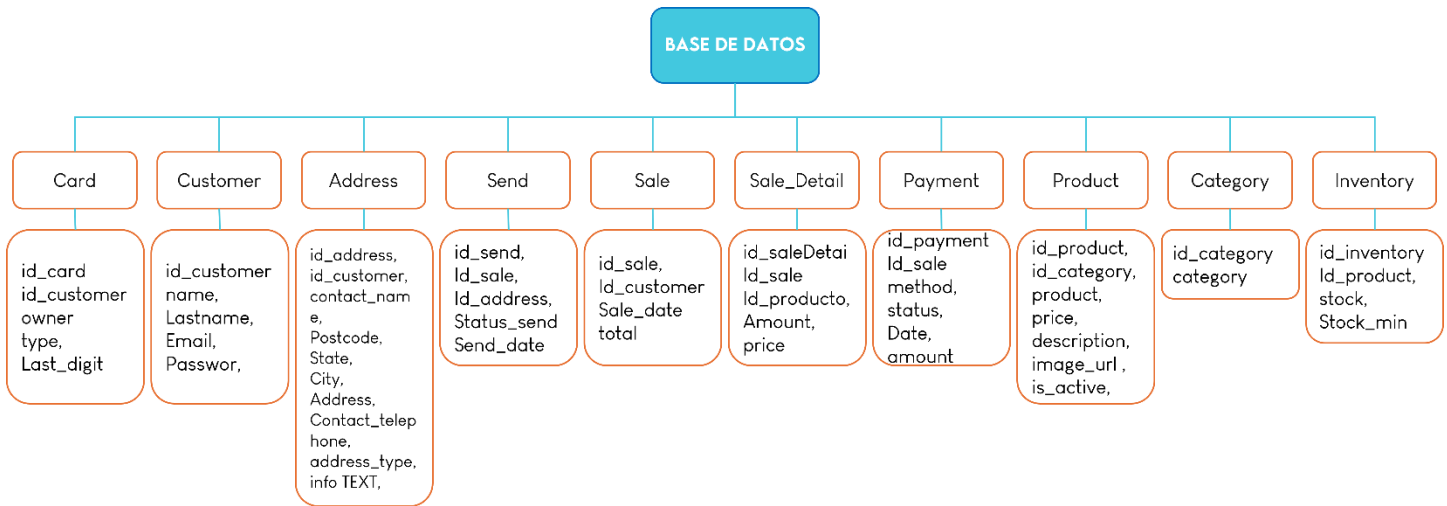 BASE DE DATOS
Card
Customer
Address
Send
Sale
Sale_Detail
Payment
Product
Category
Inventory
id_card
id_customer
owner
type,
Last_digit
id_customer
name,
Lastname,
Email,
Passwor,
id_address,
id_customer,
contact_nam
e,
Postcode,
State,
City,
Address,
Contact_telep
hone,
address_type,
info TEXT,
id_send,
Id_sale,
Id_address,
Status_send
Send_date
id_sale,
Id_customer
Sale_date
total
id_saleDetai
Id_sale
Id_producto,
Amount,
price
id_payment
Id_sale
method,
status,
Date,
amount
id_product,
id_category,
product,
price,
description,
image_url ,
is_active,
id_category
category
id_inventory
Id_product,
stock,
Stock_min